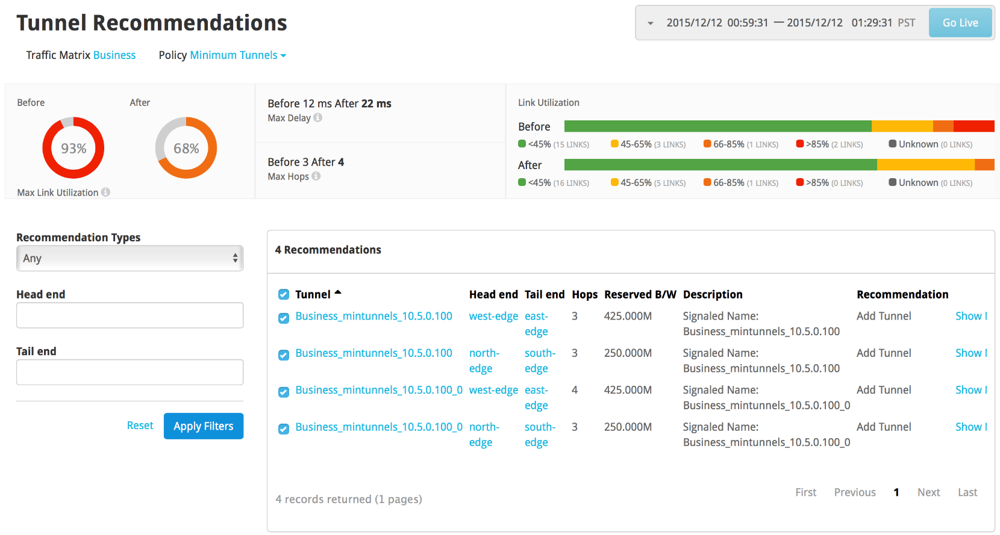 Tunnel Recommendations
2015/12/12 00:59:31 — 2015/12/12 01:29:31 PST
Go Live
Traffic Matrix Business
Policy Minimum Tunnels
Before
After
93%
68%
Max Link Utilization
Before 12 ms After 22 ms
Max Delay
Before 3 After 4
Max Hops
Link Utilization
Before
<45% (15 LINKS) 45-65% (3 LINKS) 66-85% (1 LINKS) >85% (2 LINKS) Unknown (0 LINKS)
After
<45% (16 LINKS) 45-65% (5 LINKS) 66-85% (1 LINKS) >85% (0 LINKS) Unknown (0 LINKS)
Recommendation Types
Any
Head end
Tail end
Reset
Apply Filters
4 Recommendations
Tunnel Head end Tail end Hops Reserved B/W Description Recommendation
Business_mintunnels_10.5.0.100 west-edge east- 3 425.000M Signaled Name: Add Tunnel Show
edge Business_mintunnels_10.5.0.100
Business_mintunnels_10.5.0.100 north- south- 3 250.000M Signaled Name: Add Tunnel Show
edge edge Business_mintunnels_10.5.0.100
Business_mintunnels_10.5.0.100_0 west-edge east- 4 425.000M Signaled Name: Add Tunnel Show
edge Business_mintunnels_10.5.0.100_0
Business_mintunnels_10.5.0.100_0 north- south- 3 250.000M Signaled Name: Add Tunnel Show
edge edge Business_mintunnels_10.5.0.100_0
4 records returned (1 pages)
First Previous 1 Next Last